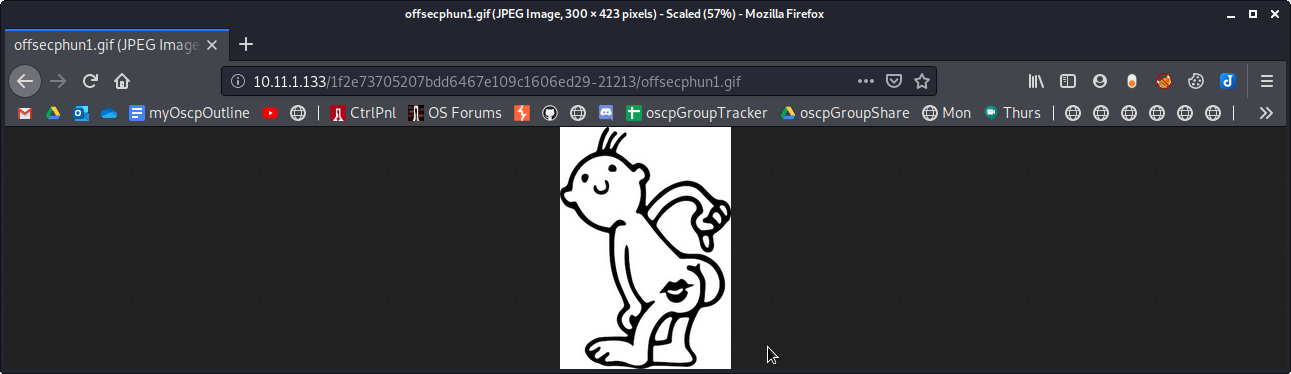 offsecphun1.gif (JPEG Image, 300 × 423 pixels) - Scaled (57%) - Mozilla Firefox
offsecphun1.gif (JPEG Image
10.11.1.133/1f2e73705207bdd6467e109c1606ed29-21213/offsecphun1.gif
myOscpOutline CtrlPnl OS Forums oscpGroupTracker oscpGroupShare Mon Thurs